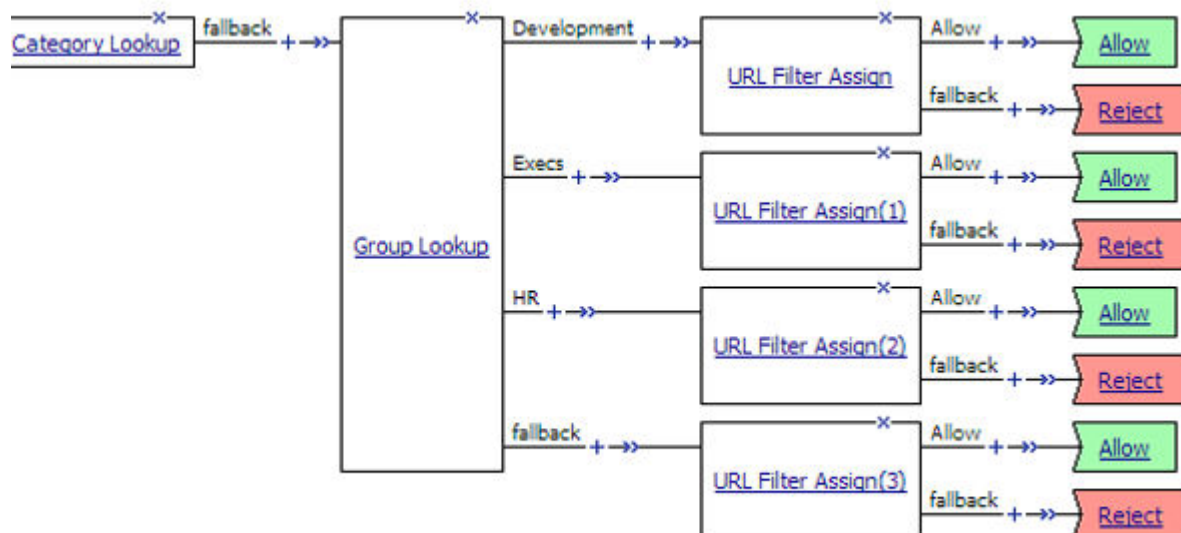 Category Lookup
fallback
Group Lookup
Development
URL Filter Assign
Allow
Allow
fallback
Reject
Execs
URL Filter Assign(1)
Allow
Allow
fallback
Reject
HR
URL Filter Assign(2)
Allow
Allow
fallback
Reject
fallback
URL Filter Assign(3)
Allow
Allow
fallback
Reject